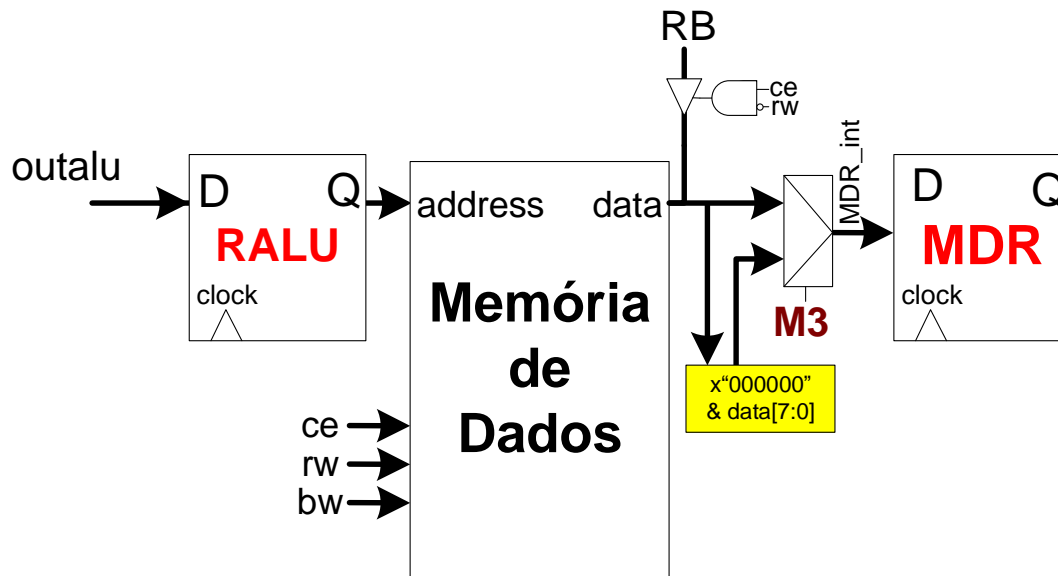 RB
ce
rw
MDR_int
outalu
D
Q
RALU
clock
address
data
Memória
de
Dados
ce
rw
bw
M3
x“000000”
& data[7:0]
D
Q
MDR
clock